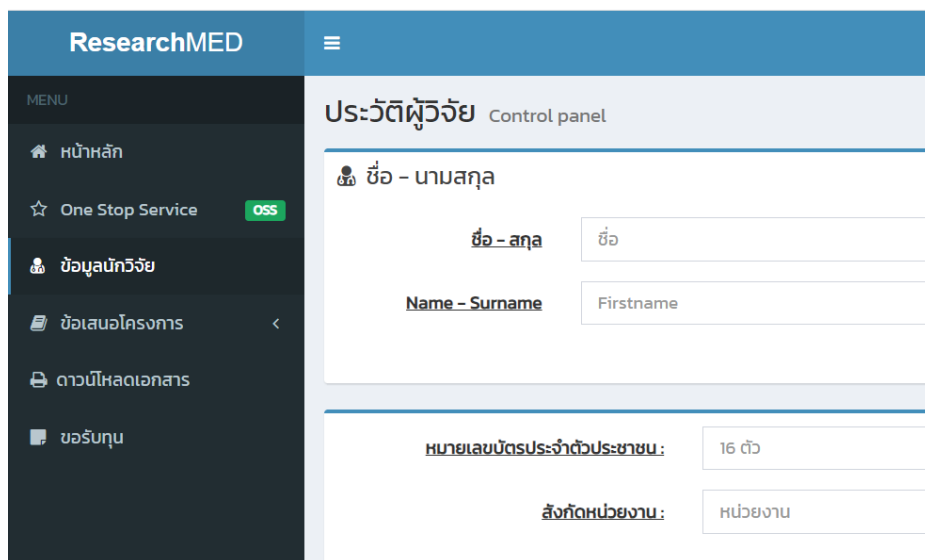 ResearchMED
MENU
หน้าหลัก
One Stop Service OSS
ข้อมูลนักวิจัย
ข้อเสนอโครงการ
ดาวน์โหลดเอกสาร
ขอรับทุน
ประวัติผู้วิจัย Control panel
ชื่อ - นามสกุล
ชื่อ - สกุล ชื่อ
Name - Surname Firstname
หมายเลขบัตรประจำตัวประชาชน : 16 ตัว
สังกัดหน่วยงาน : หน่วยงาน